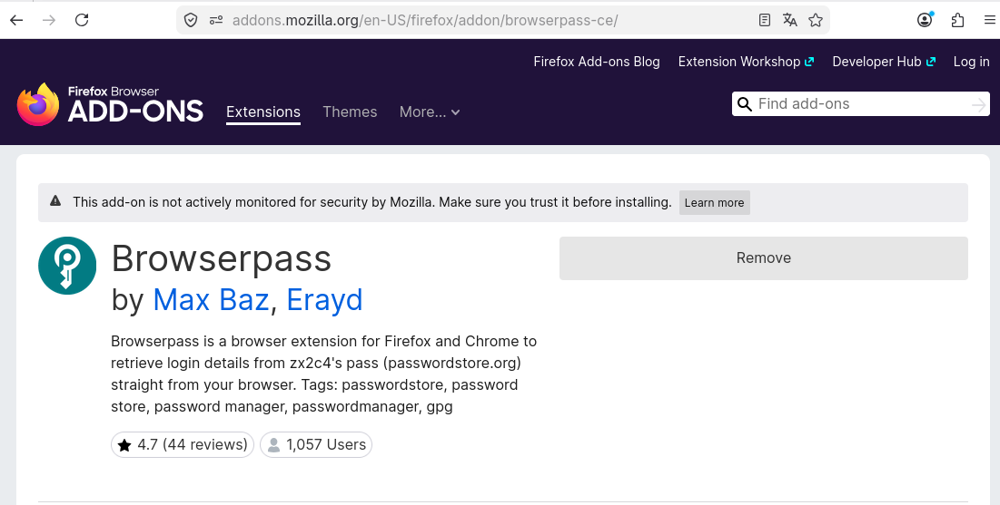 addons.mozilla.org/en-US/firefox/addon/browserpass-ce/
Firefox Add-ons Blog Extension Workshop Developer Hub Log in
Firefox Browser
ADD-ONS
Extensions Themes More...
Find add-ons
This add-on is not actively monitored for security by Mozilla. Make sure you trust it before installing. Learn more
Browserpass
by Max Baz, Erayd
Remove
Browserpass is a browser extension for Firefox and Chrome to
retrieve login details from zx2c4's pass (passwordstore.org)
straight from your browser. Tags: passwordstore, password
store, password manager, passwordmanager, gpg
4.7 (44 reviews) 1,057 Users